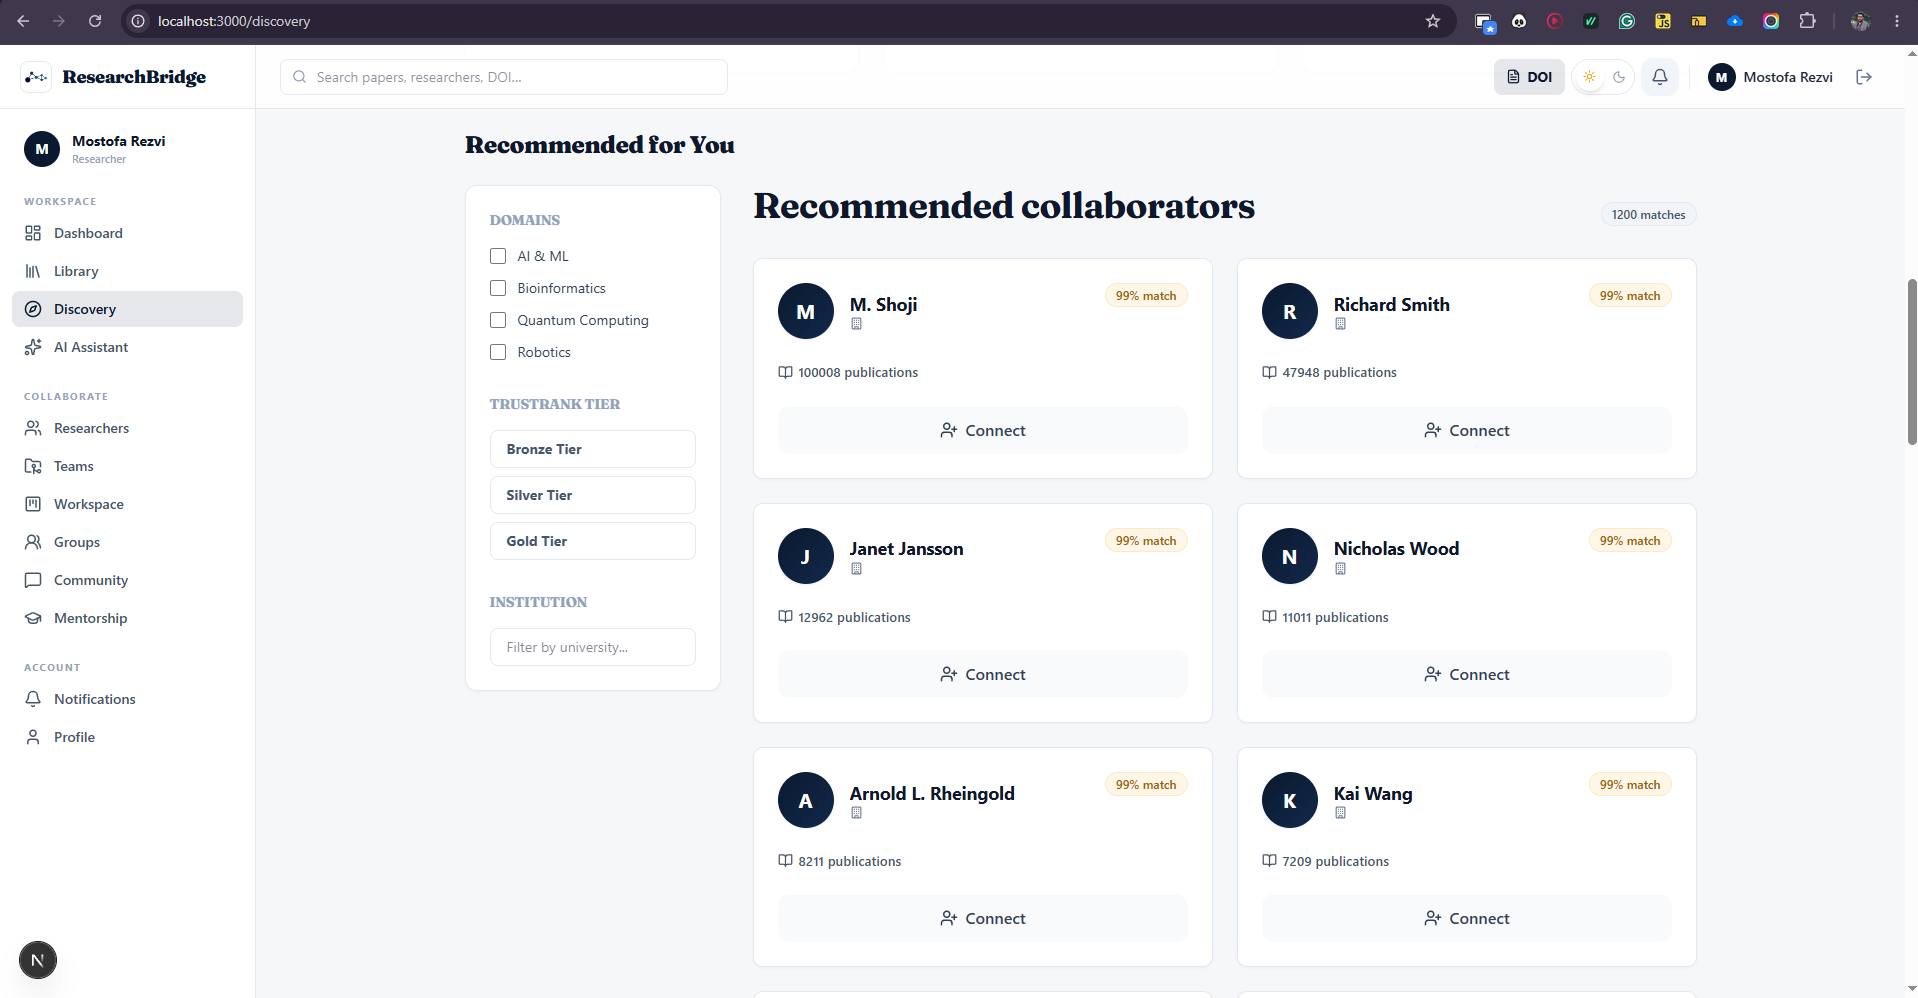 localhost:3000/discovery
ResearchBridge
Search papers, researchers, DOI...
DOI
M
Mostofa Rezvi
M
Mostofa Rezvi
Researcher
WORKSPACE
Dashboard
Library
Discovery
AI Assistant
COLLABORATE
Researchers
Teams
Workspace
Groups
Community
Mentorship
ACCOUNT
Notifications
Profile
N
Recommended for You
DOMAINS
AI & ML
Bioinformatics
Quantum Computing
Robotics
TRUSTRANK TIER
Bronze Tier
Silver Tier
Gold Tier
INSTITUTION
Filter by university...
Recommended collaborators
1200 matches
M
M. Shoji
99% match
100008 publications
Connect
R
Richard Smith
99% match
47948 publications
Connect
J
Janet Jansson
99% match
12962 publications
Connect
N
Nicholas Wood
99% match
11011 publications
Connect
A
Arnold L. Rheingold
99% match
8211 publications
Connect
K
Kai Wang
99% match
7209 publications
Connect